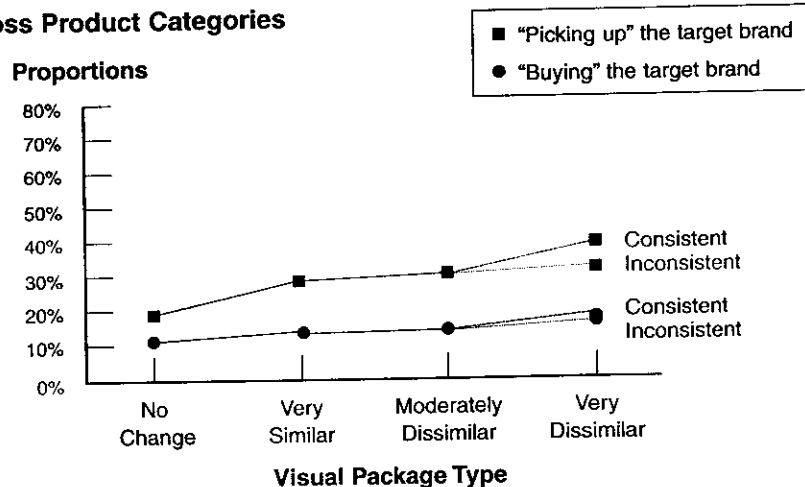 oss Product Categories
■ “Picking up” the target brand
● “Buying” the target brand
Proportions
80%
70%
60%
50%
40%
30%
20%
10%
0%
Consistent
Inconsistent
Consistent
Inconsistent
No Change
Very Similar
Moderately Dissimilar
Very Dissimilar
Visual Package Type